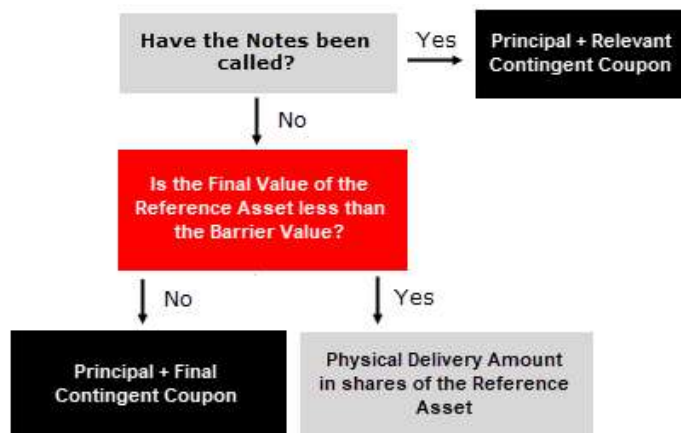 Have the Notes been
called?
Yes
Principal + Relevant
Contingent Coupon
No
Is the Final Value of the
Reference Asset less than
the Barrier Value?
No
Yes
Principal + Final
Contingent Coupon
Physical Delivery Amount
in shares of the Reference
Asset